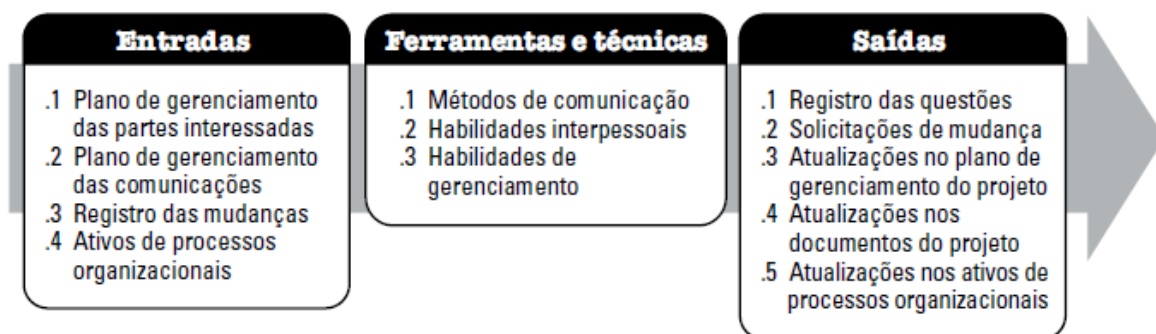 Entradas
.1 Plano de gerenciamento
das partes interessadas
.2 Plano de gerenciamento
das comunicações
.3 Registro das mudanças
.4 Ativos de processos
organizacionais
Ferramentas e técnicas
.1 Métodos de comunicação
.2 Habilidades interpessoais
.3 Habilidades de
gerenciamento
Saídas
.1 Registro das questões
.2 Solicitações de mudança
.3 Atualizações no plano de
gerenciamento do projeto
.4 Atualizações nos
documentos do projeto
.5 Atualizações nos ativos de
processos organizacionais